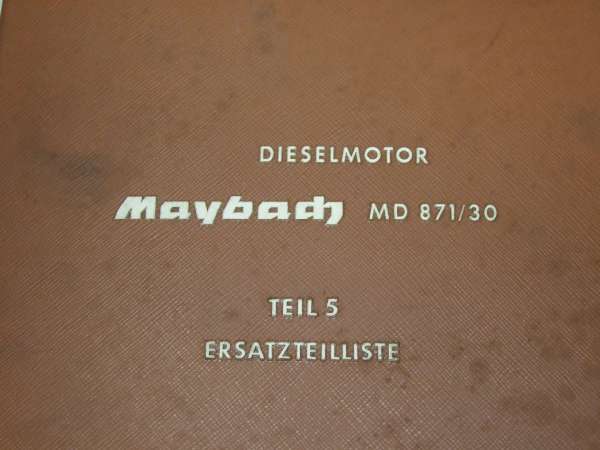 DIESELMOTOR
Maybach MD 871/30
TEIL 5
ERSATZTEILLISTE